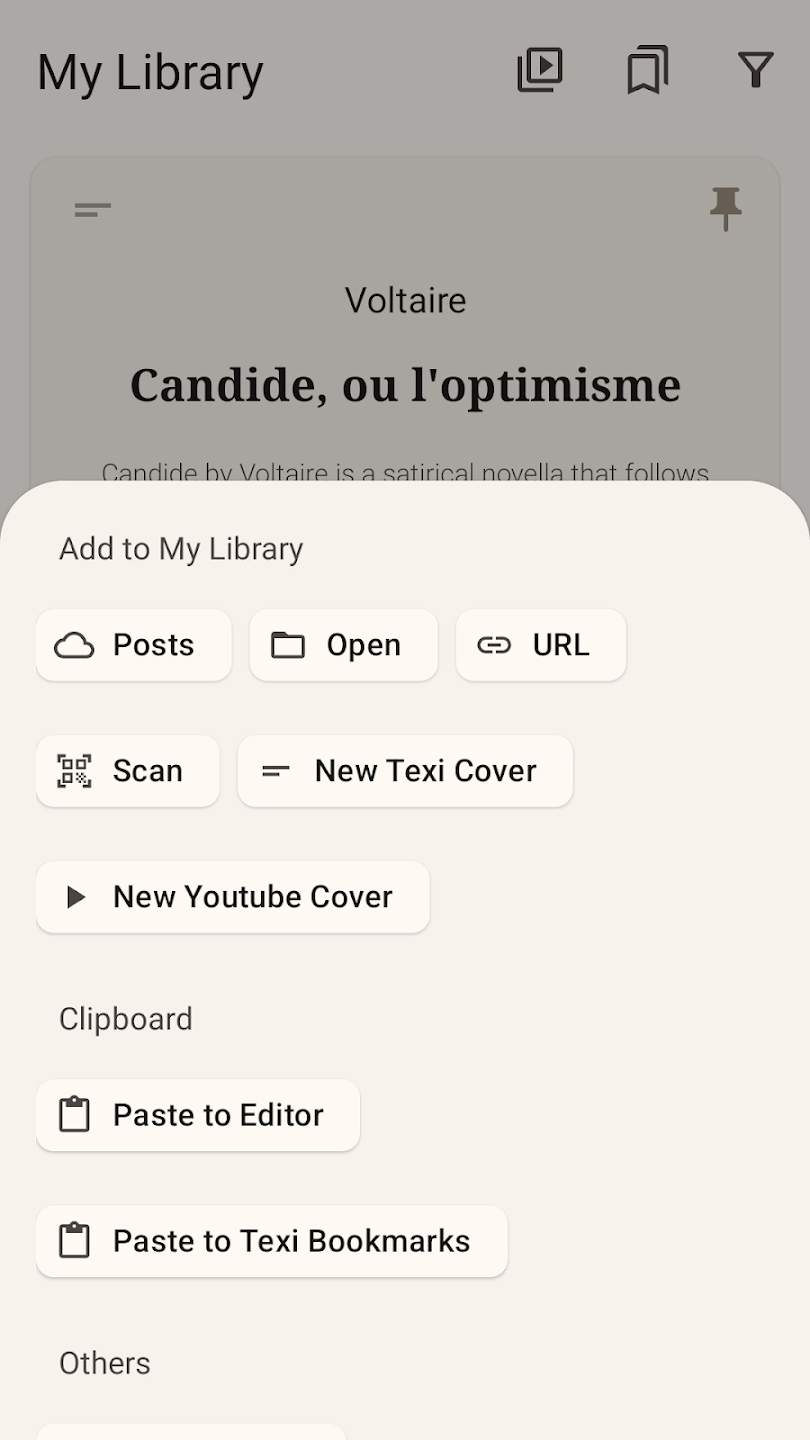 My Library
Voltaire
Candide, ou l'optimisme
Candide by Voltaire is a satirical novella that follows
Add to My Library
Posts
Open
URL
Scan
New Texi Cover
New Youtube Cover
Clipboard
Paste to Editor
Paste to Texi Bookmarks
Others